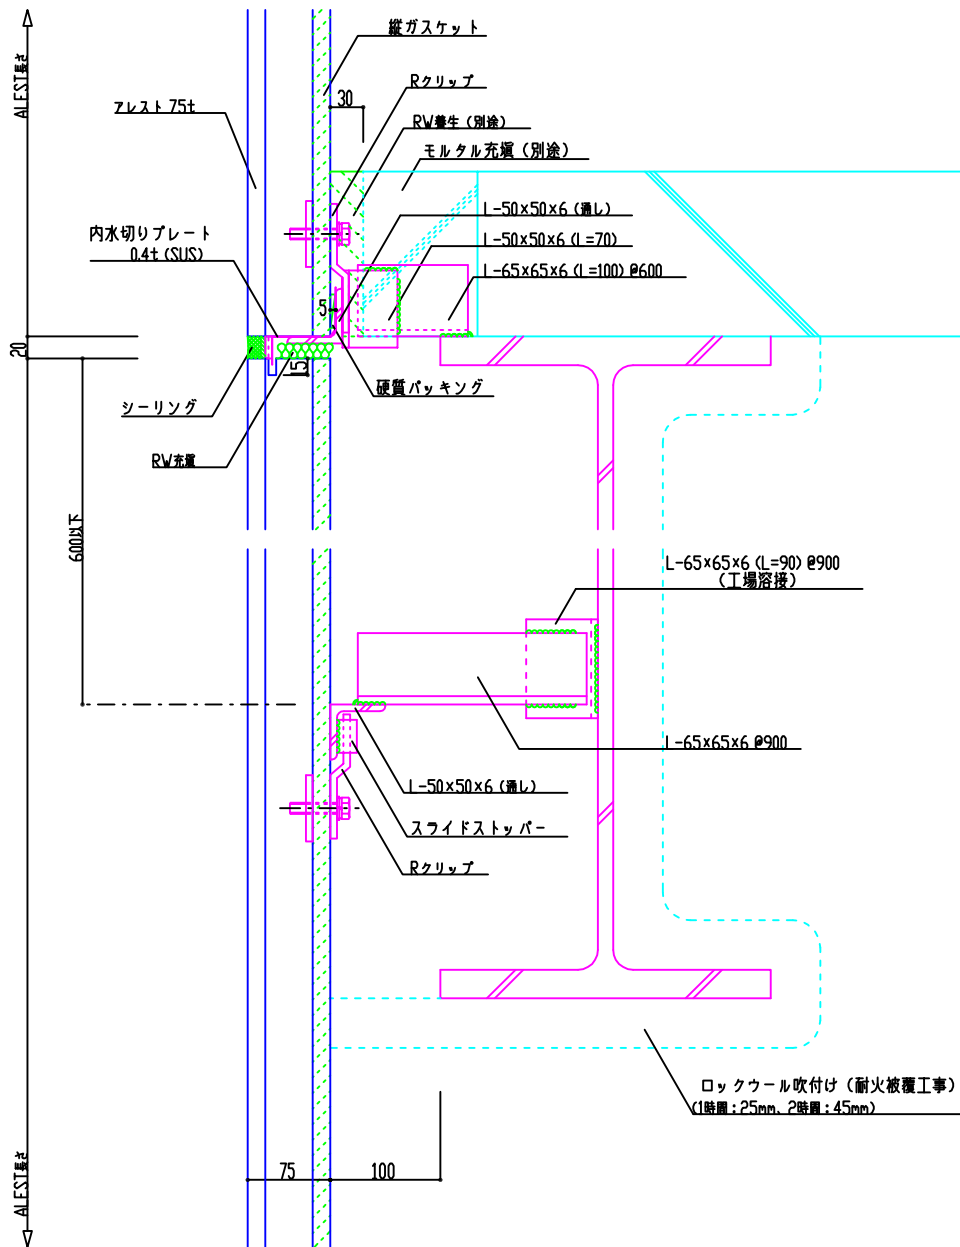 縦ガスケット
ALEST長さ
Rクリップ
30
アレスト 75t
RW養生 (別途)
モルタル充填 (別途)
L-50×50×6 (通し)
内水切りプレート
0.4t (SUS)
L-50×50×6 (L=70)
L-65×65×6 (L=100) @600
5
20
15
硬質パッキング
シーリング
RW充填
600以下
L-65×65×6 (L=90) @900
(工場溶接)
L-65×65×6 @900
L-50×50×6 (通し)
スライドストッパー
Rクリップ
ロックウール吹付け (耐火被覆工事)
(1時間:25mm、2時間:45mm)
75
100
ALEST長さ